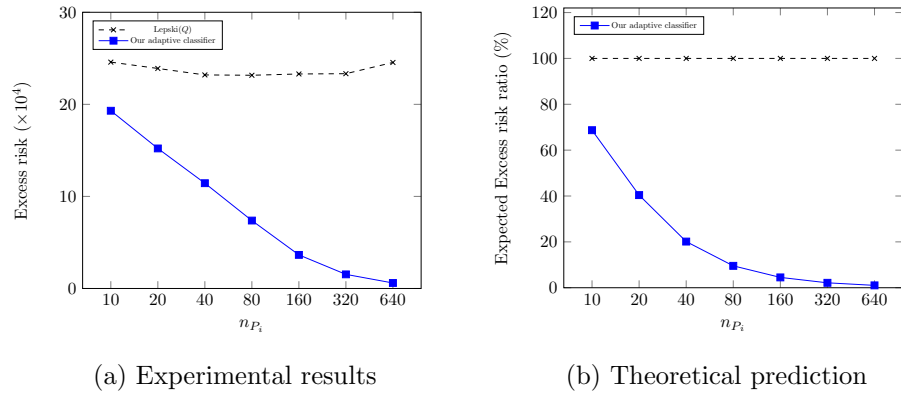 Lepski(Q)
Our adaptive classifier
30
20
10
0
Excess risk (×10⁴)
10 20 40 80 160 320 640
n_{P_i}
(a) Experimental results
Our adaptive classifier
120
100
80
60
40
20
0
Expected Excess risk ratio (%)
10 20 40 80 160 320 640
n_{P_i}
(b) Theoretical prediction